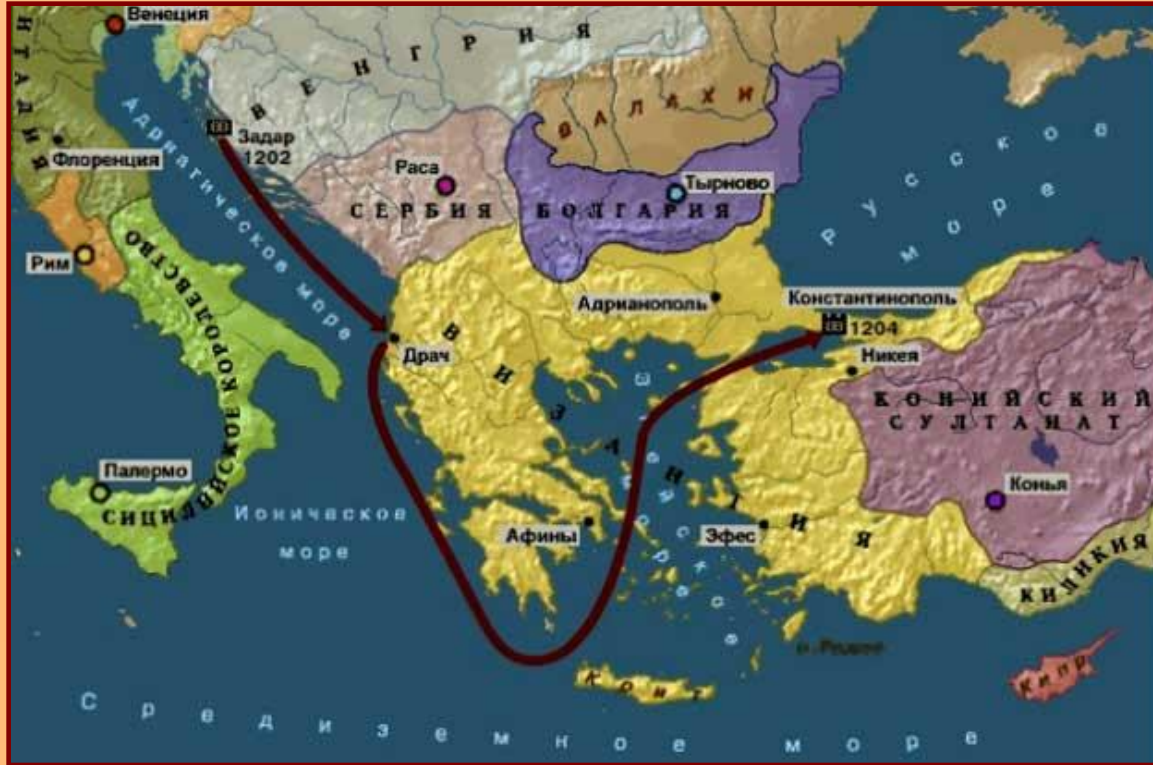 Венеция
ИТАЛИЯ
ВЕНГРИЯ
Адриатическое море
Задар
1202
Флоренция
ВАЛАХИ
Русское
море
Раса
СЕРБИЯ
БОЛГАРИЯ
Тырново
Рим
СИЦИЛИЙСКОЕ КОРОЛЕВСТВО
Адрианополь
Константинополь
1204
Драч
Никея
ВИЗАНТИЯ
КОНИЙСКИЙ
СУЛТАНАТ
Эгейское
море
Палермо
Ионическое
море
Конья
Афины
Эфес
КИЛИКИЯ
Крит
Кипр
Средиземное море